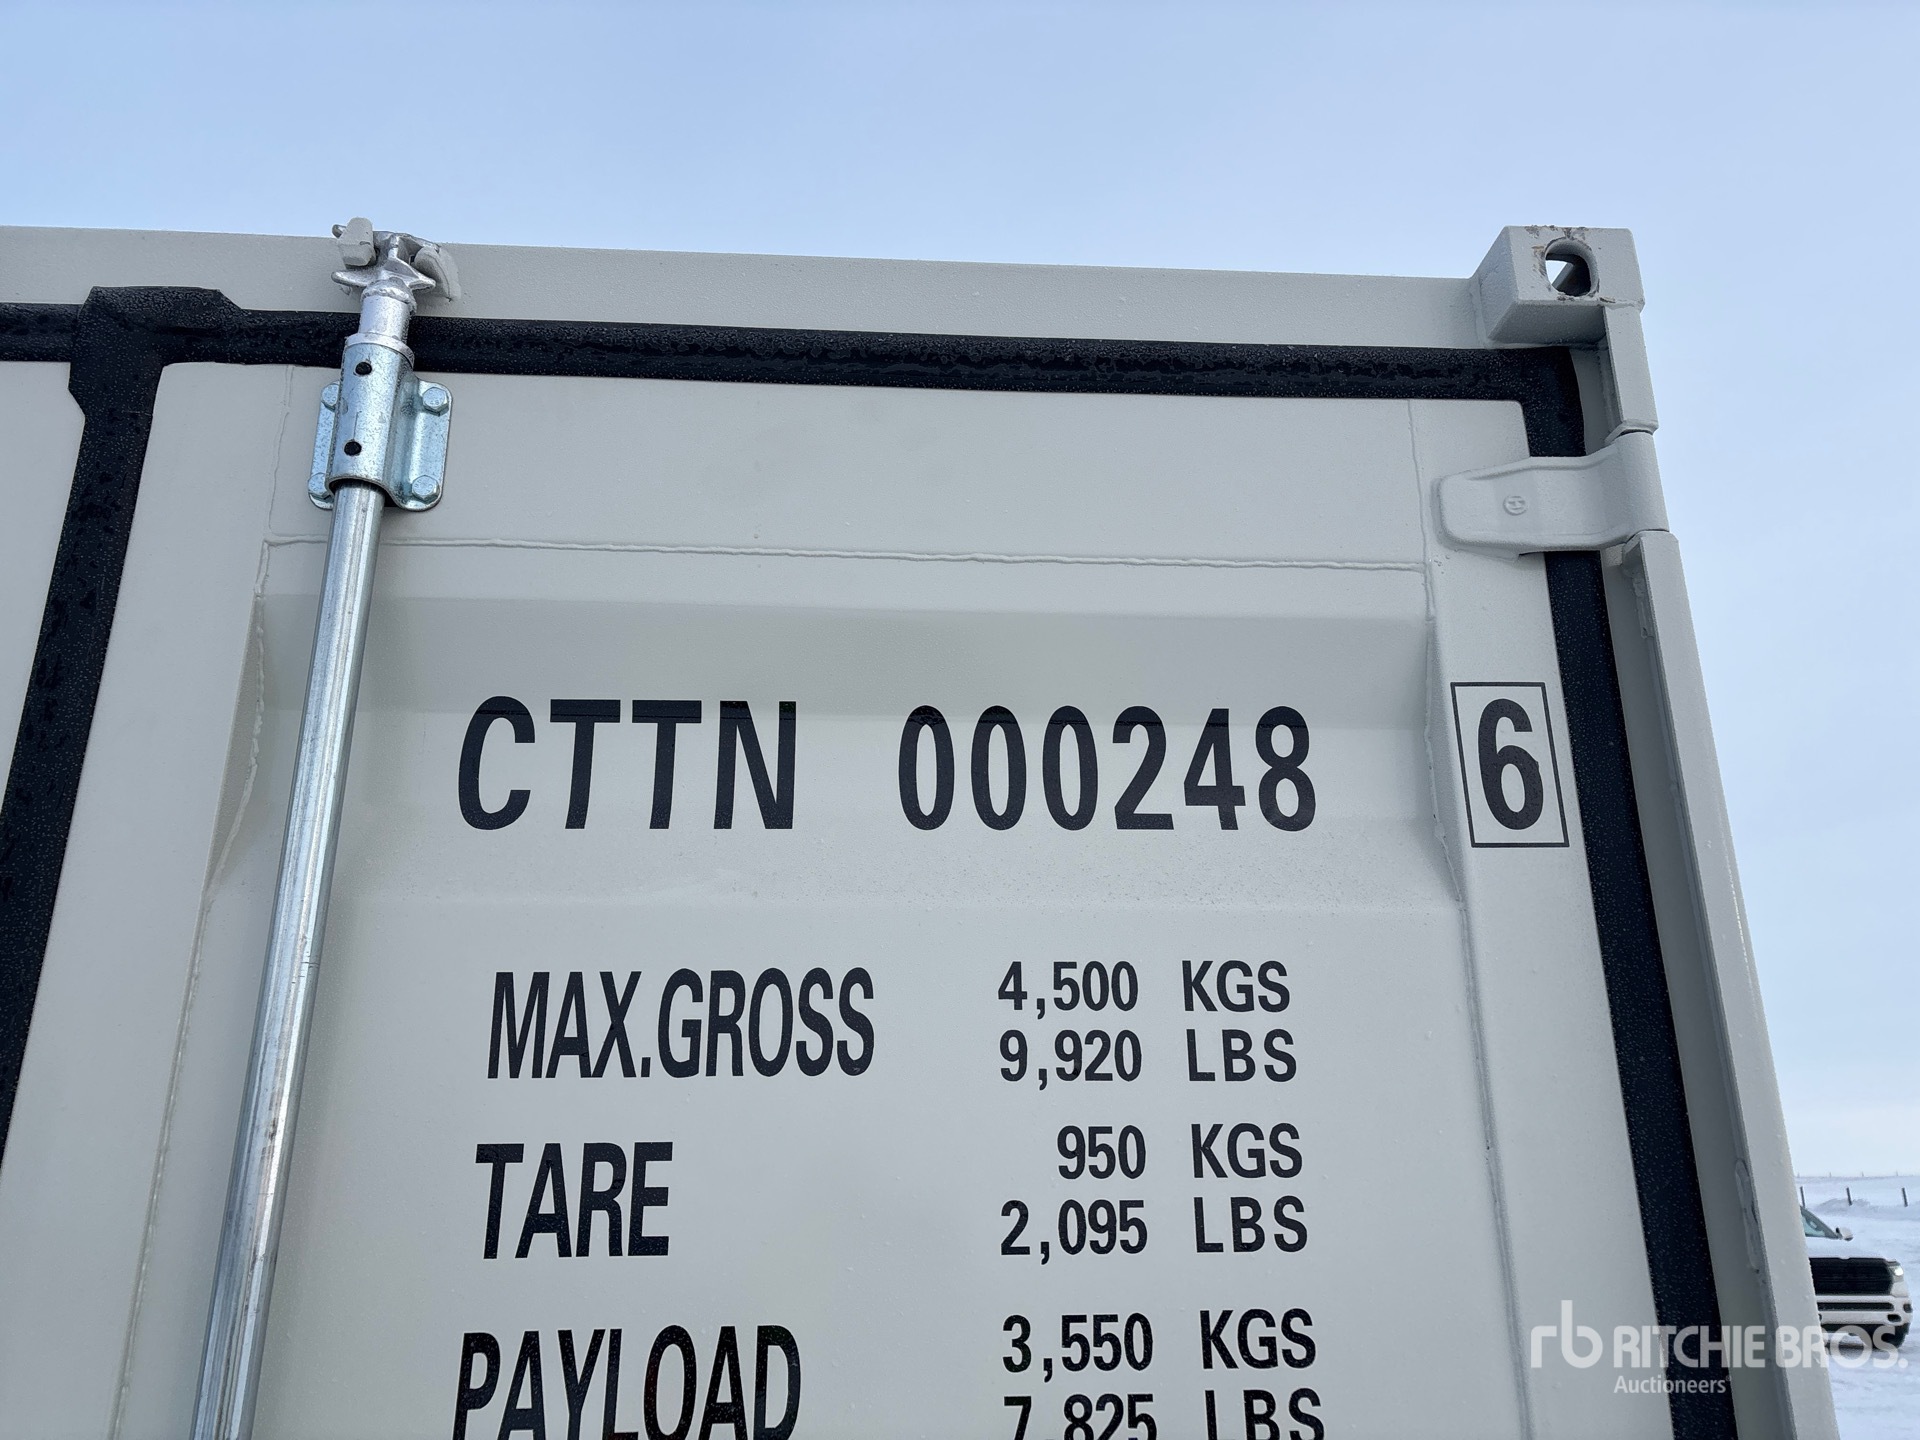 CTTN 000248 6
MAX.GROSS 4,500 KGS
9,920 LBS
TARE 950 KGS
2,095 LBS
PAYLOAD 3,550 KGS
7,825 LBS
rb RITCHIE BROS.
Auctioneers